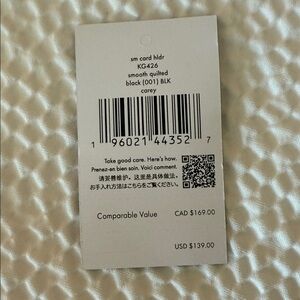 sm card hldr
KG426
smooth quilted
black (001) BLK
carey
1 96021 44352 7
Take good care. Here's how.
Prenez-en bien soin. Voici comment.
请妥善维护。这里是具体做法。
お手入れ方法はこちらをご覧ください。
Comparable Value CAD $169.00
USD $139.00